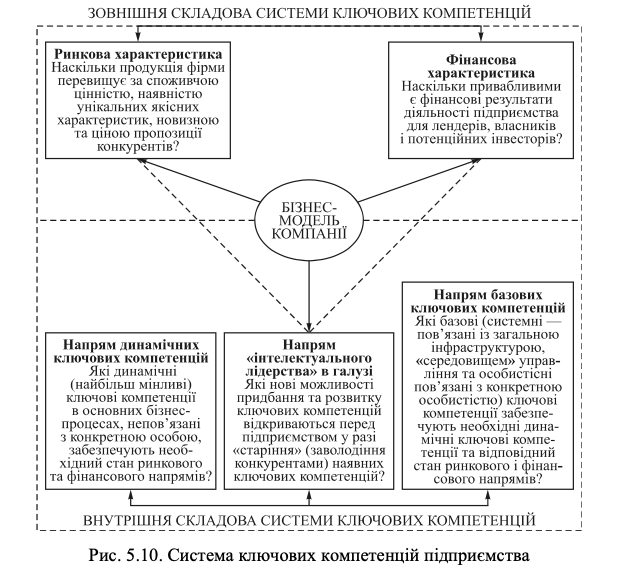 ЗОВНІШНЯ СКЛАДОВА СИСТЕМИ КЛЮЧОВИХ КОМПЕТЕНЦІЙ
Ринкова характеристика
Наскільки продукція фірми
перевищує за споживчою
цінністю, наявністю
унікальних якісних
характеристик, новизною
та ціною пропозиції
конкурентів?
Фінансова
характеристика
Наскільки привабливими
є фінансові результати
діяльності підприємства
для лендерів, власників
і потенційних інвесторів?
БІЗНЕС-
МОДЕЛЬ
КОМПАНІЇ
Напрям динамічних
ключових компетенцій
Які динамічні
(найбільш мінливі)
ключові компетенції
в основних бізнес-
процесах, непов’язані
з конкретною особою,
забезпечують необ-
хідний стан ринкового
та фінансового напрямів?
Напрям
«інтелектуального
лідерства» в галузі
Які нові можливості
придбання та розвитку
ключових компетенцій
відкриваються перед
підприємством у разі
«старіння» (заволодіння
конкурентами) наявних
ключових компетенцій?
Напрям базових
ключових компетенцій
Які базові (системні —
пов’язані із загальною
інфраструктурою,
«середовищем» управ-
ління та особистісні
пов’язані з конкретною
особистістю) ключові
компетенції забезпе-
чують необхідні дина-
мічні ключові компе-
тенції та відповідний
стан ринкового і фінан-
сового напрямів?
ВНУТРІШНЯ СКЛАДОВА СИСТЕМИ КЛЮЧОВИХ КОМПЕТЕНЦІЙ
Рис. 5.10. Система ключових компетенцій підприємства